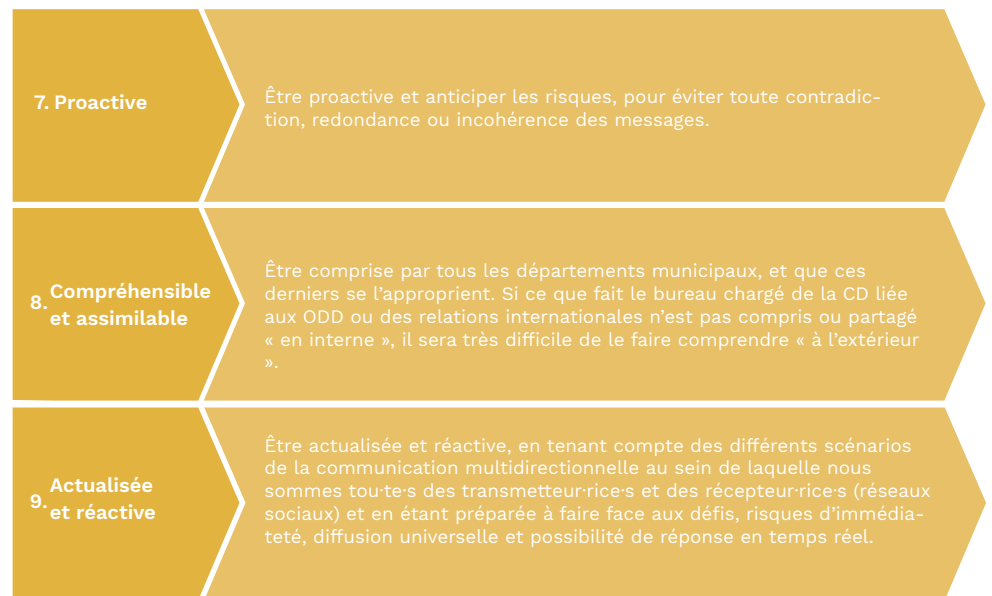 7. Proactive
Être proactive et anticiper les risques, pour éviter toute contradic-
tion, redondance ou incohérence des messages.
8. Compréhensible
et assimilable
Être comprise par tous les départements municipaux, et que ces
derniers se l’approprient. Si ce que fait le bureau chargé de la CD liée
aux ODD ou des relations internationales n’est pas compris ou partagé
« en interne », il sera très difficile de le faire comprendre « à l’extérieur
».
9. Actualisée
et réactive
Être actualisée et réactive, en tenant compte des différents scénarios
de la communication multidirectionnelle au sein de laquelle nous
sommes tou·te·s des transmetteur·rice·s et des récepteur·rice·s (réseaux
sociaux) et en étant préparée à faire face aux défis, risques d’immédia-
teté, diffusion universelle et possibilité de réponse en temps réel.